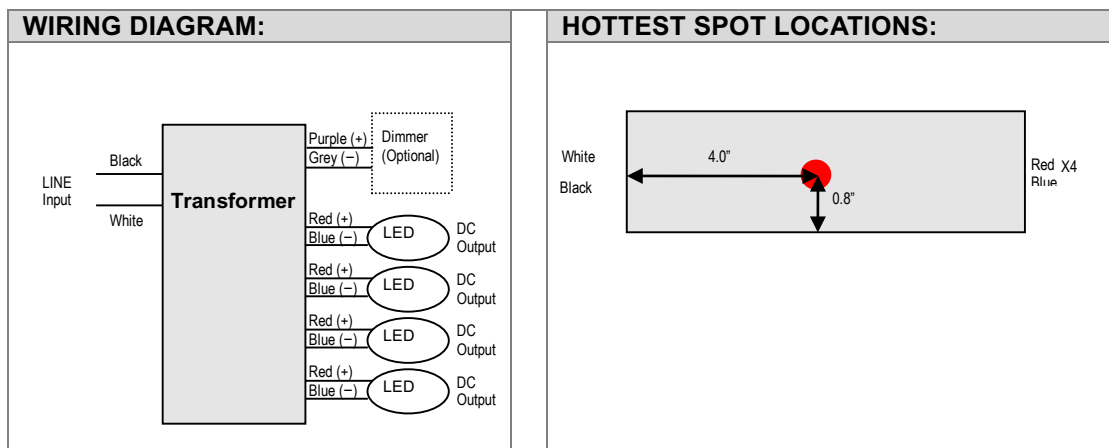 WIRING DIAGRAM:
Black
LINE
Input
White
Transformer
Purple (+)
Grey (−)
Dimmer
(Optional)
Red (+)
Blue (−)
LED
DC
Output
Red (+)
Blue (−)
LED
DC
Output
Red (+)
Blue (−)
LED
DC
Output
Red (+)
Blue (−)
LED
DC
Output
HOTTEST SPOT LOCATIONS:
White
Black
4.0”
0.8”
Red X4
Blue